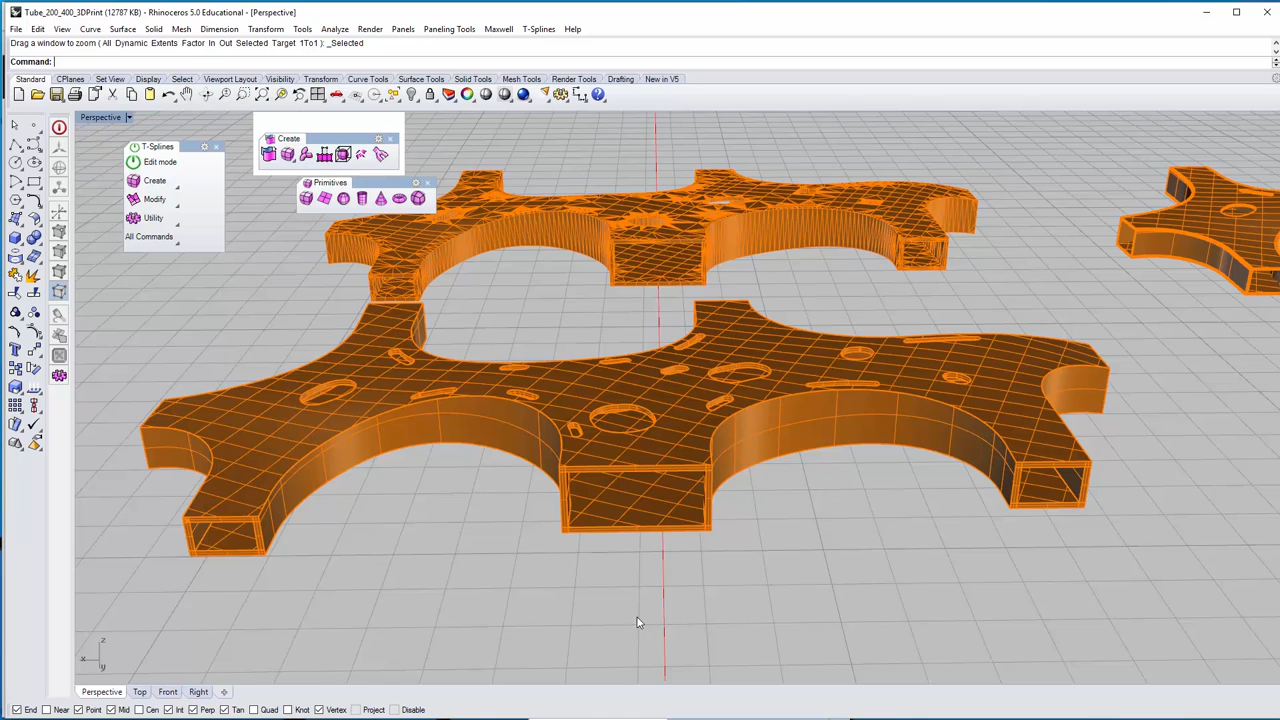 Tube_200_400_3DPrint (12787 KB) - Rhinoceros 5.0 Educational - [Perspective]
File Edit View Curve Surface Solid Mesh Dimension Transform Tools Analyze Render Panels Paneling Tools Maxwell T-Splines Help
Drag a window to zoom ( All Dynamic Extents Factor In Out Selected Target 1To1 ): _Selected
Command:
Standard CPlanes Set View Display Select Viewport Layout Visibility Transform Curve Tools Surface Tools Solid Tools Mesh Tools Render Tools Drafting New in V5
Perspective
Create
T-Splines
Edit mode
Create
Primitives
Modify
Utility
All Commands
z
x
y
Perspective Top Front Right
End Near Point Mid Cen Int Perp Tan Quad Knot Vertex Project Disable